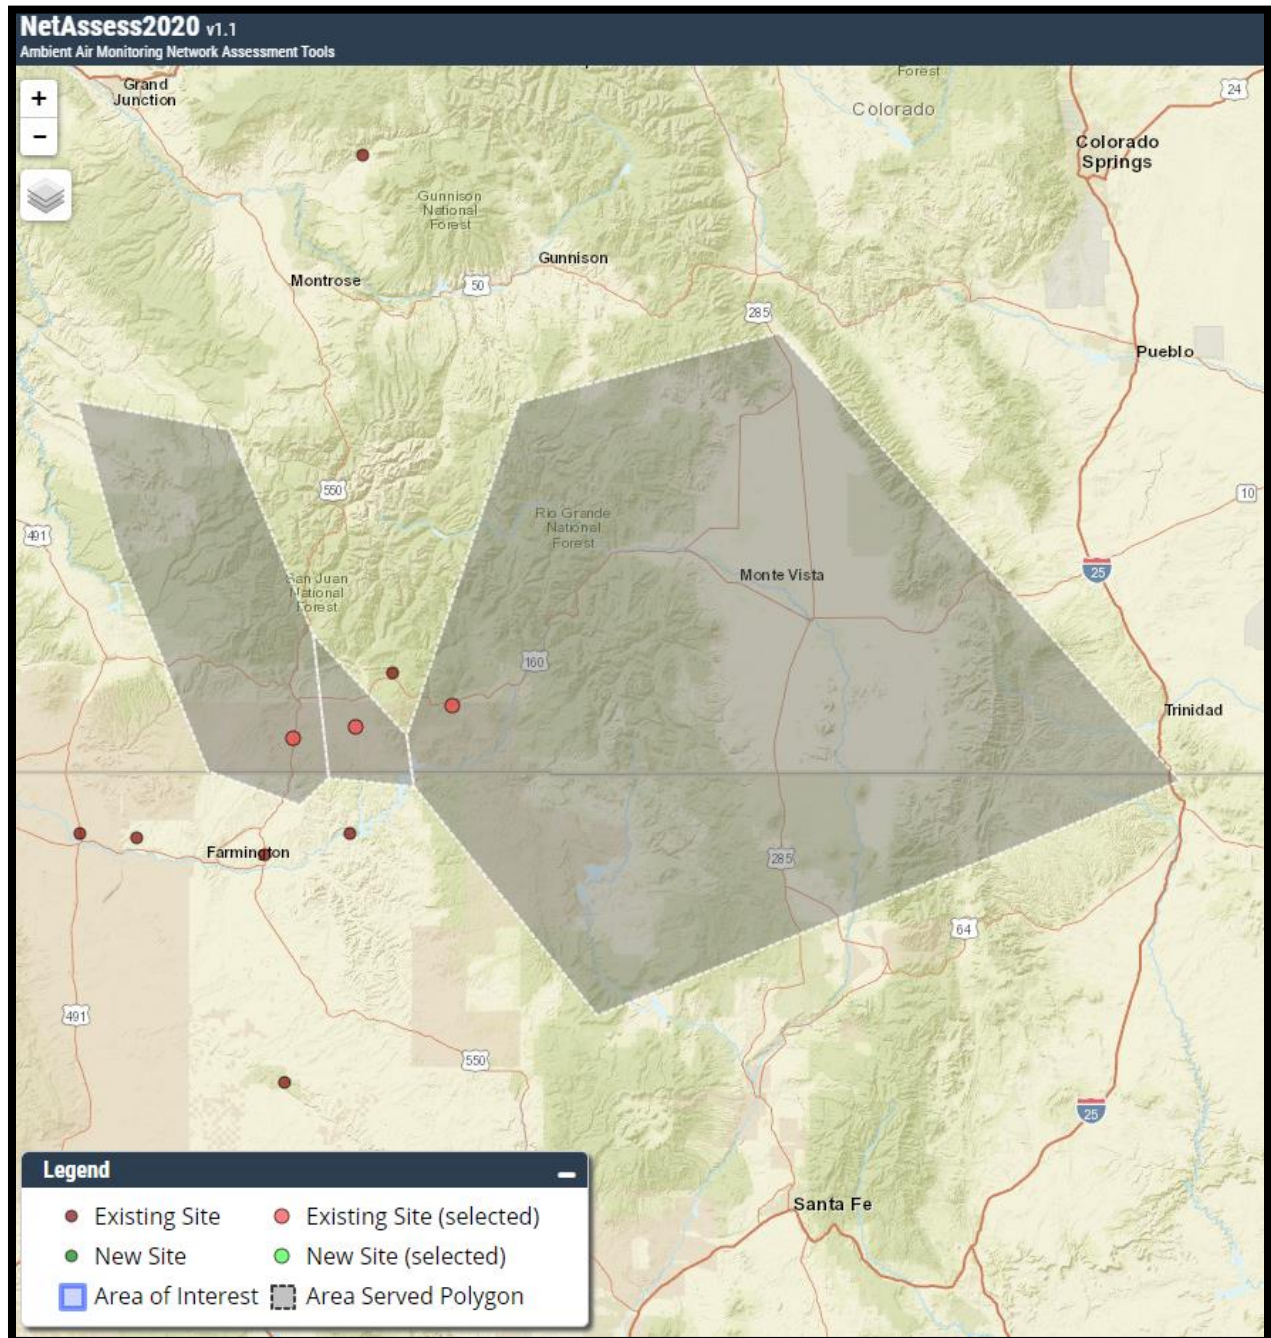 NetAssess2020 v1.1
Ambient Air Monitoring Network Assessment Tools
Forest
Grand
Junction
24
+
Colorado
−
Colorado
Springs
Gunnison
National
Forest
Gunnison
Montrose
50
285
Pueblo
550
10
Rio Grande
National
Forest
491
San Juan
National
Forest
Monte Vista
25
160
Trinidad
Farmington
285
64
491
550
25
Legend
Santa Fe
Existing Site
Existing Site (selected)
New Site
New Site (selected)
Area of Interest
Area Served Polygon